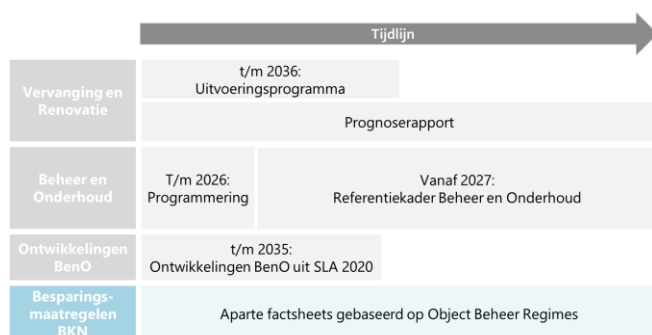 Tijdlijn
Vervanging en
Renovatie
t/m 2036:
Uitvoeringsprogramma
Prognoserapport
Beheer en
Onderhoud
T/m 2026:
Programmering
Vanaf 2027:
Referentiekader Beheer en Onderhoud
Ontwikkelingen
BenO
t/m 2035:
Ontwikkelingen BenO uit SLA 2020
Besparings-
maatregelen
BKN
Aparte factsheets gebaseerd op Object Beheer Regimes